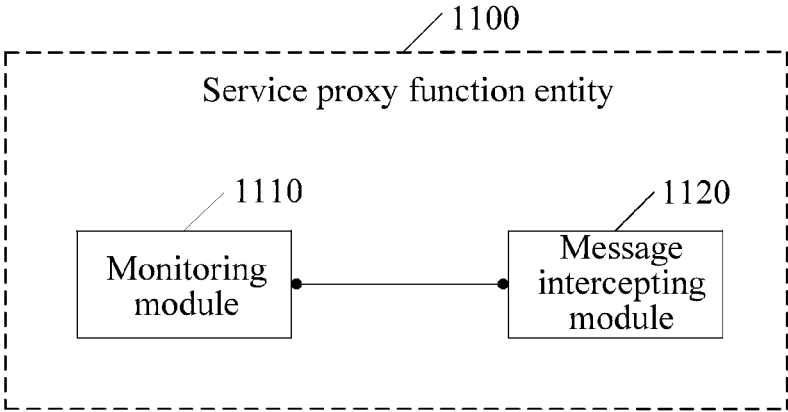 1100
Service proxy function entity
1110
Monitoring
module
1120
Message
intercepting
module